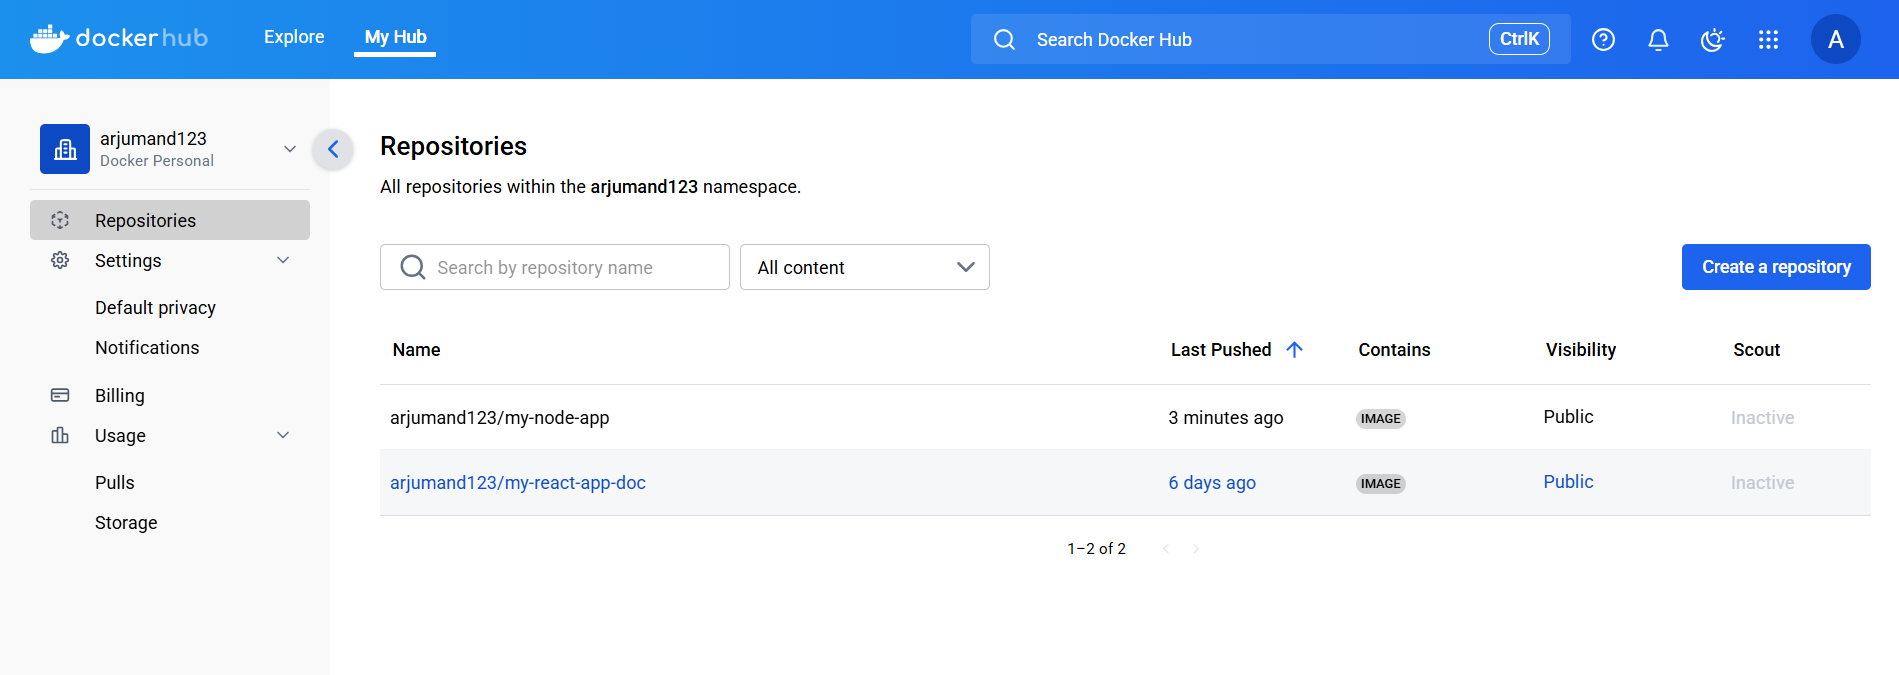 dockerhub Explore My Hub Search Docker Hub CtrlK A
arjumand123
Docker Personal
Repositories
Settings
Default privacy
Notifications
Billing
Usage
Pulls
Storage
Repositories
All repositories within the arjumand123 namespace.
Search by repository name All content Create a repository
Name Last Pushed Contains Visibility Scout
arjumand123/my-node-app 3 minutes ago IMAGE Public Inactive
arjumand123/my-react-app-doc 6 days ago IMAGE Public Inactive
1–2 of 2